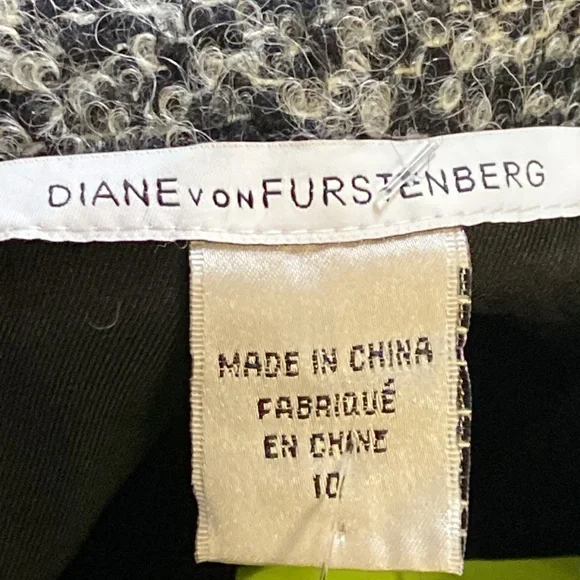 DIANE VON FURSTENBERG
MADE IN CHINA
FABRIQUÉ
EN CHINE
10